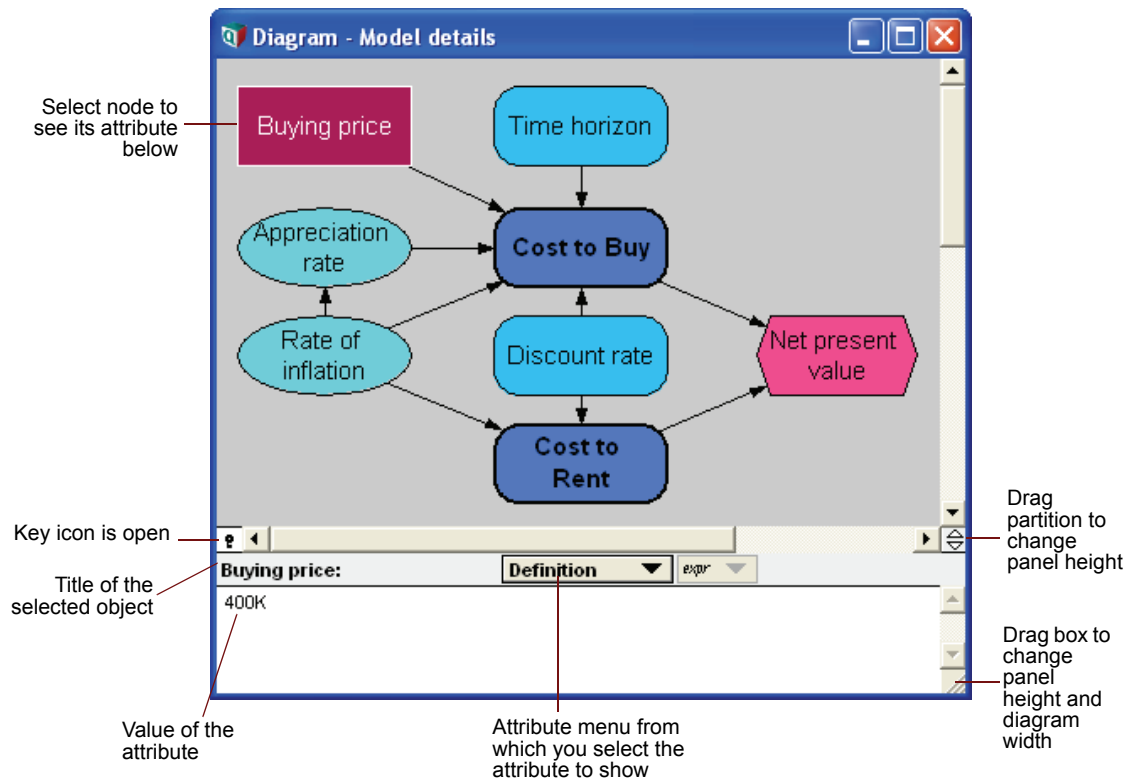 Diagram - Model details
Select node to
see its attribute
below
Buying price
Time horizon
Appreciation
rate
Cost to Buy
Rate of
inflation
Discount rate
Net present
value
Cost to
Rent
Key icon is open
Drag
partition to
change
panel height
Title of the
selected object
Buying price:
Definition
expr
400K
Drag box to
change
panel
height and
diagram
width
Value of the
attribute
Attribute menu from
which you select the
attribute to show